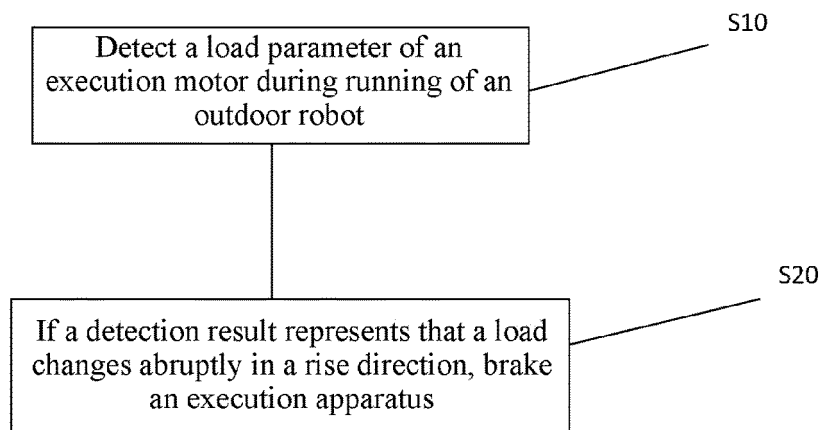 S10
Detect a load parameter of an
execution motor during running of an
outdoor robot
S20
If a detection result represents that a load
changes abruptly in a rise direction, brake
an execution apparatus